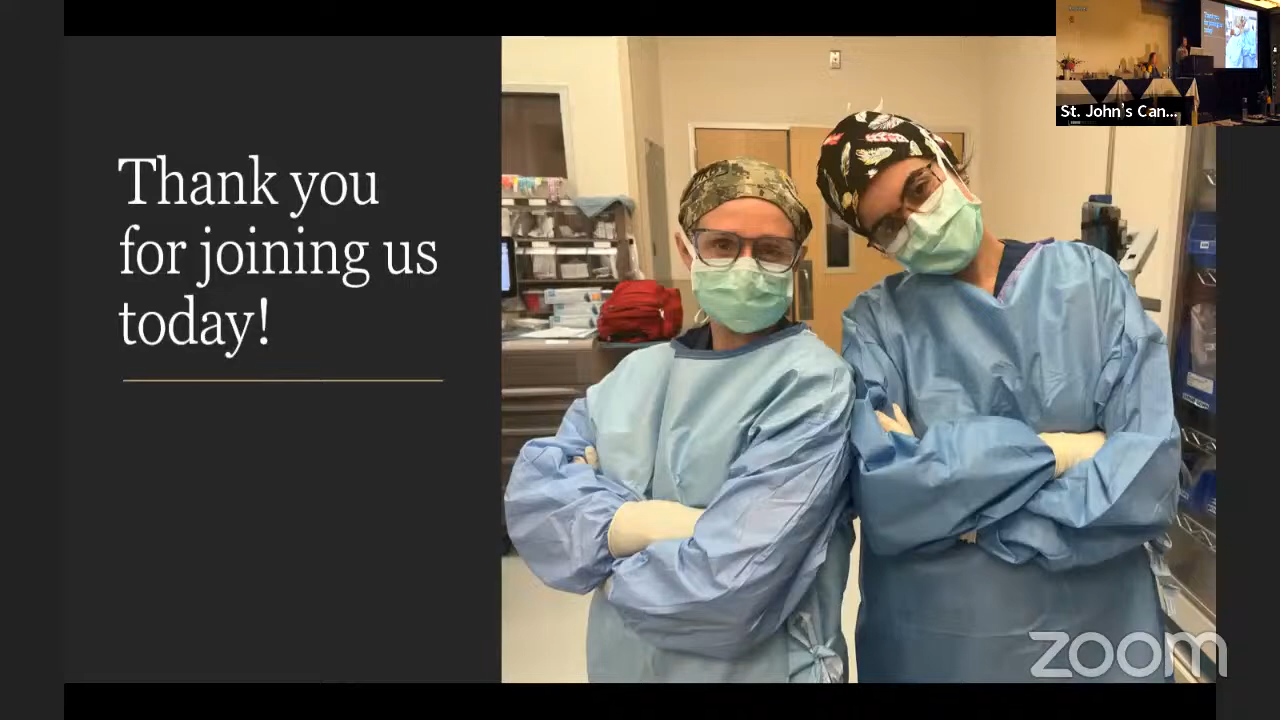 Thank you
for joining us
today!
St. John's Can...
zoom